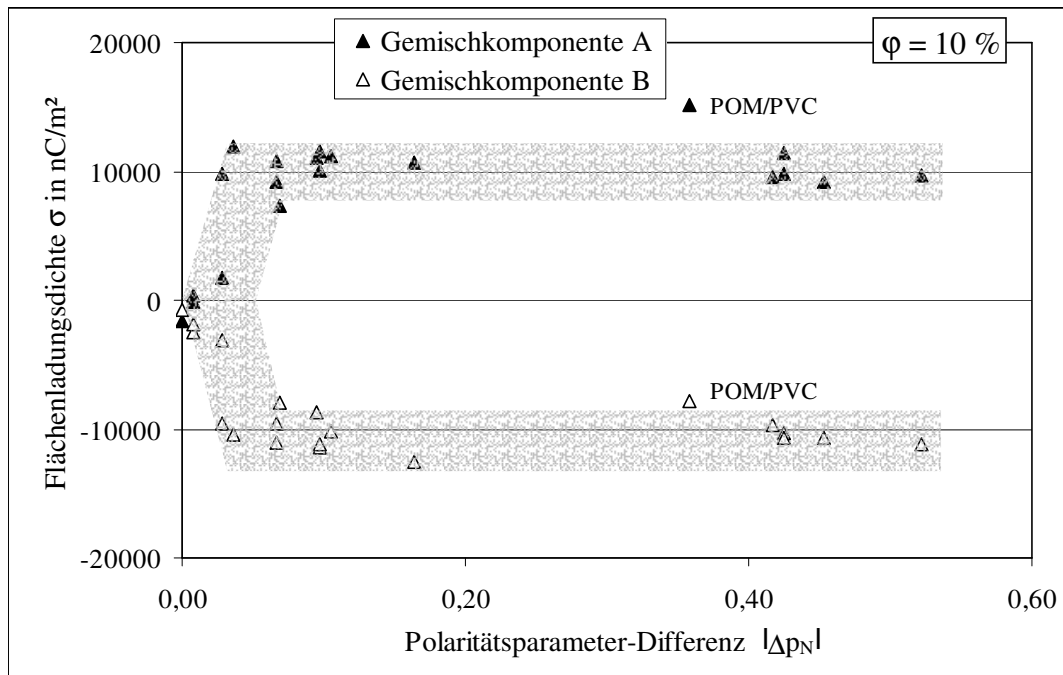 20000
Gemischkomponente A
Gemischkomponente B
φ = 10 %
POM/PVC
10000
0
POM/PVC
-10000
-20000
0,00
0,20
0,40
0,60
Flächenladungsdichte σ in nC/m²
Polaritätsparameter-Differenz |ΔpN|